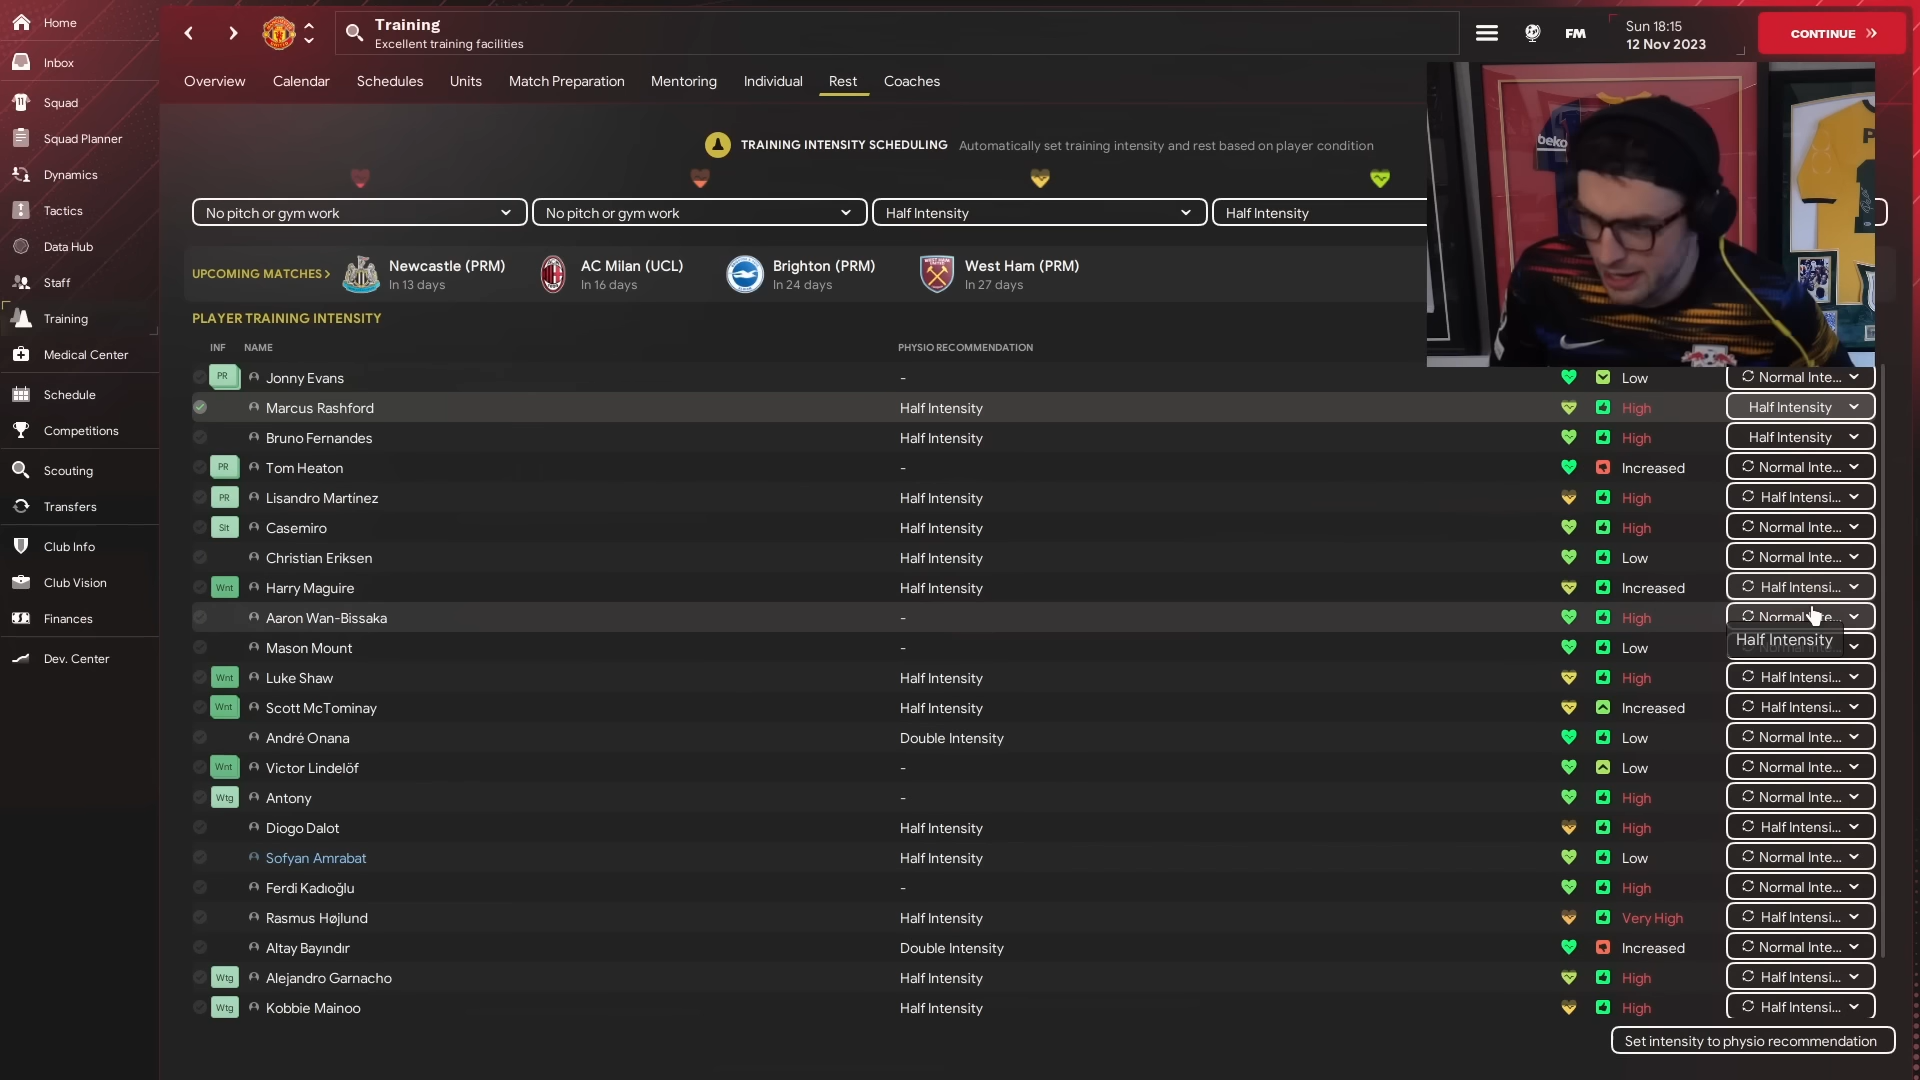 Home
Inbox
Squad
Squad Planner
Dynamics
Tactics
Data Hub
Staff
Training
Medical Center
Schedule
Competitions
Scouting
Transfers
Club Info
Club Vision
Finances
Dev. Center
Training
Excellent training facilities
FM
Sun 18:15
12 Nov 2023
CONTINUE
Overview Calendar Schedules Units Match Preparation Mentoring Individual Rest Coaches
TRAINING INTENSITY SCHEDULING Automatically set training intensity and rest based on player condition
No pitch or gym work No pitch or gym work Half Intensity Half Intensity
UPCOMING MATCHES >
Newcastle (PRM)
In 13 days
AC Milan (UCL)
In 16 days
Brighton (PRM)
In 24 days
West Ham (PRM)
In 27 days
beko
PLAYER TRAINING INTENSITY
INF NAME PHYSIO RECOMMENDATION
PR Jonny Evans - Low Normal Inte...
Marcus Rashford Half Intensity High Half Intensity
Bruno Fernandes Half Intensity High Half Intensity
PR Tom Heaton - Increased Normal Inte...
PR Lisandro Martínez Half Intensity High Half Intensi...
Slt Casemiro Half Intensity High Normal Inte...
Christian Eriksen Half Intensity Low Normal Inte...
Wnt Harry Maguire Half Intensity Increased Half Intensi...
Aaron Wan-Bissaka - High Normal Inte...
Half Intensity
Mason Mount - Low
Wnt Luke Shaw Half Intensity High Half Intensi...
Wnt Scott McTominay Half Intensity Increased Half Intensi...
André Onana Double Intensity Low Normal Inte...
Wnt Victor Lindelöf - Low Normal Inte...
Wtg Antony - High Normal Inte...
Diogo Dalot Half Intensity High Half Intensi...
Sofyan Amrabat Half Intensity Low Normal Inte...
Ferdi Kadıoğlu - High Normal Inte...
Rasmus Højlund Half Intensity Very High Half Intensi...
Altay Bayındır Double Intensity Increased Normal Inte...
Wtg Alejandro Garnacho Half Intensity High Half Intensi...
Wtg Kobbie Mainoo Half Intensity High Half Intensi...
Set intensity to physio recommendation